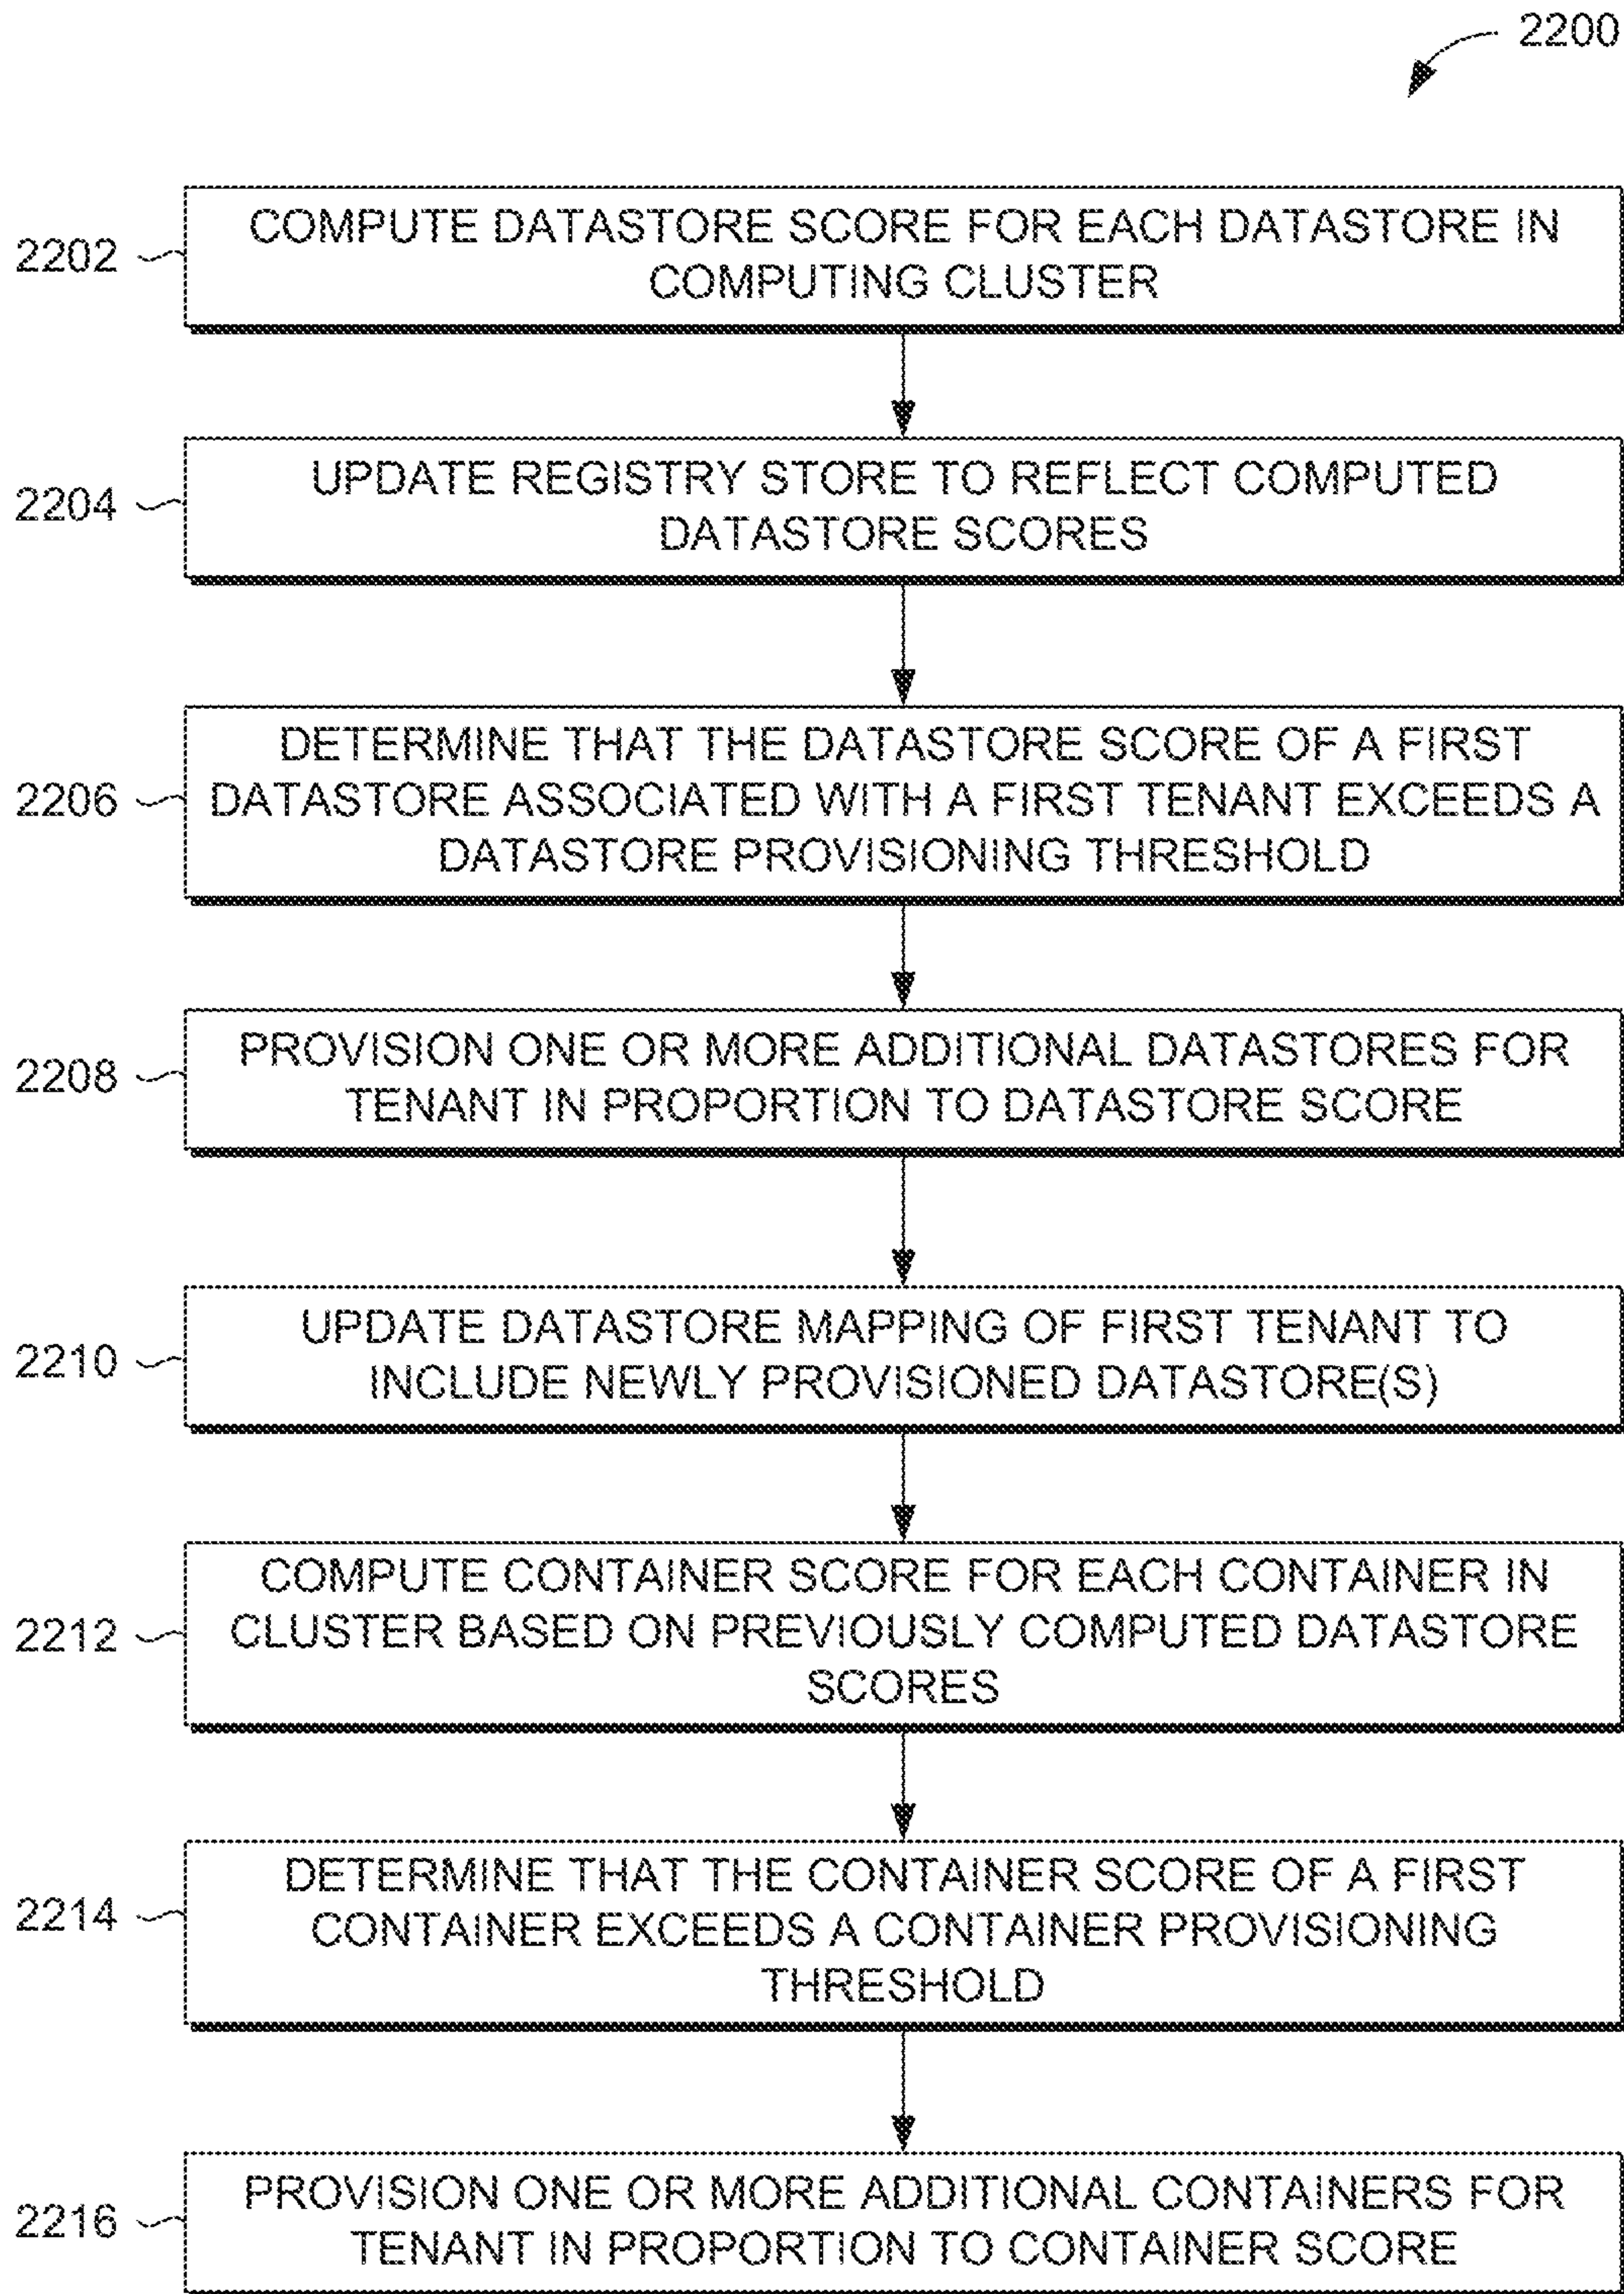 2200
2202
COMPUTE DATASTORE SCORE FOR EACH DATASTORE IN
COMPUTING CLUSTER
2204
UPDATE REGISTRY STORE TO REFLECT COMPUTED
DATASTORE SCORES
2206
DETERMINE THAT THE DATASTORE SCORE OF A FIRST
DATASTORE ASSOCIATED WITH A FIRST TENANT EXCEEDS A
DATASTORE PROVISIONING THRESHOLD
2208
PROVISION ONE OR MORE ADDITIONAL DATASTORES FOR
TENANT IN PROPORTION TO DATASTORE SCORE
2210
UPDATE DATASTORE MAPPING OF FIRST TENANT TO
INCLUDE NEWLY PROVISIONED DATASTORE(S)
2212
COMPUTE CONTAINER SCORE FOR EACH CONTAINER IN
CLUSTER BASED ON PREVIOUSLY COMPUTED DATASTORE
SCORES
2214
DETERMINE THAT THE CONTAINER SCORE OF A FIRST
CONTAINER EXCEEDS A CONTAINER PROVISIONING
THRESHOLD
2216
PROVISION ONE OR MORE ADDITIONAL CONTAINERS FOR
TENANT IN PROPORTION TO CONTAINER SCORE